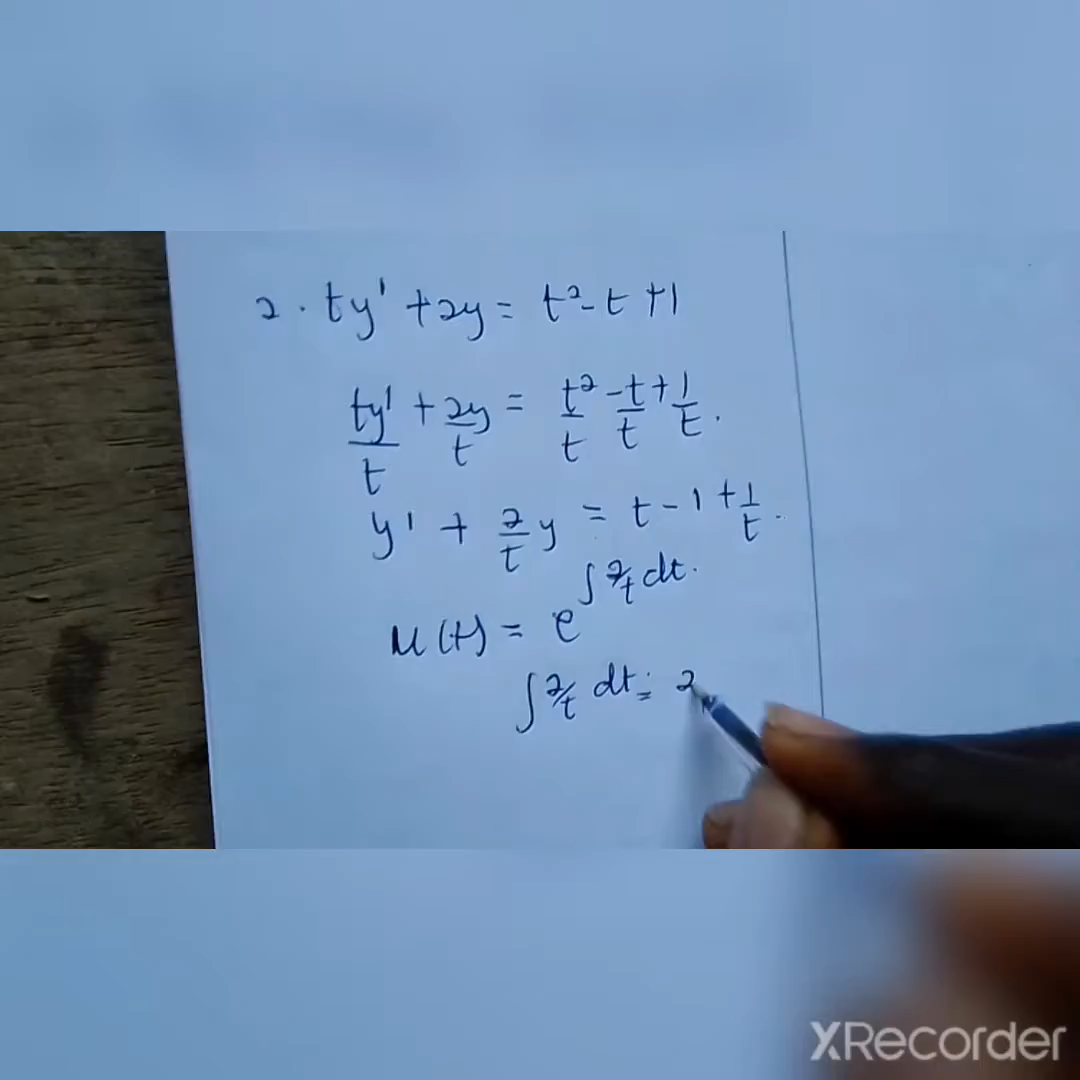 2. ty' + 2y = t² - t + 1
ty'/t + 2y/t = t²/t - t/t + 1/t.
y' + 2/t y = t - 1 + 1/t.
μ(t) = e^∫2/t dt.
∫2/t dt = 2
XRecorder